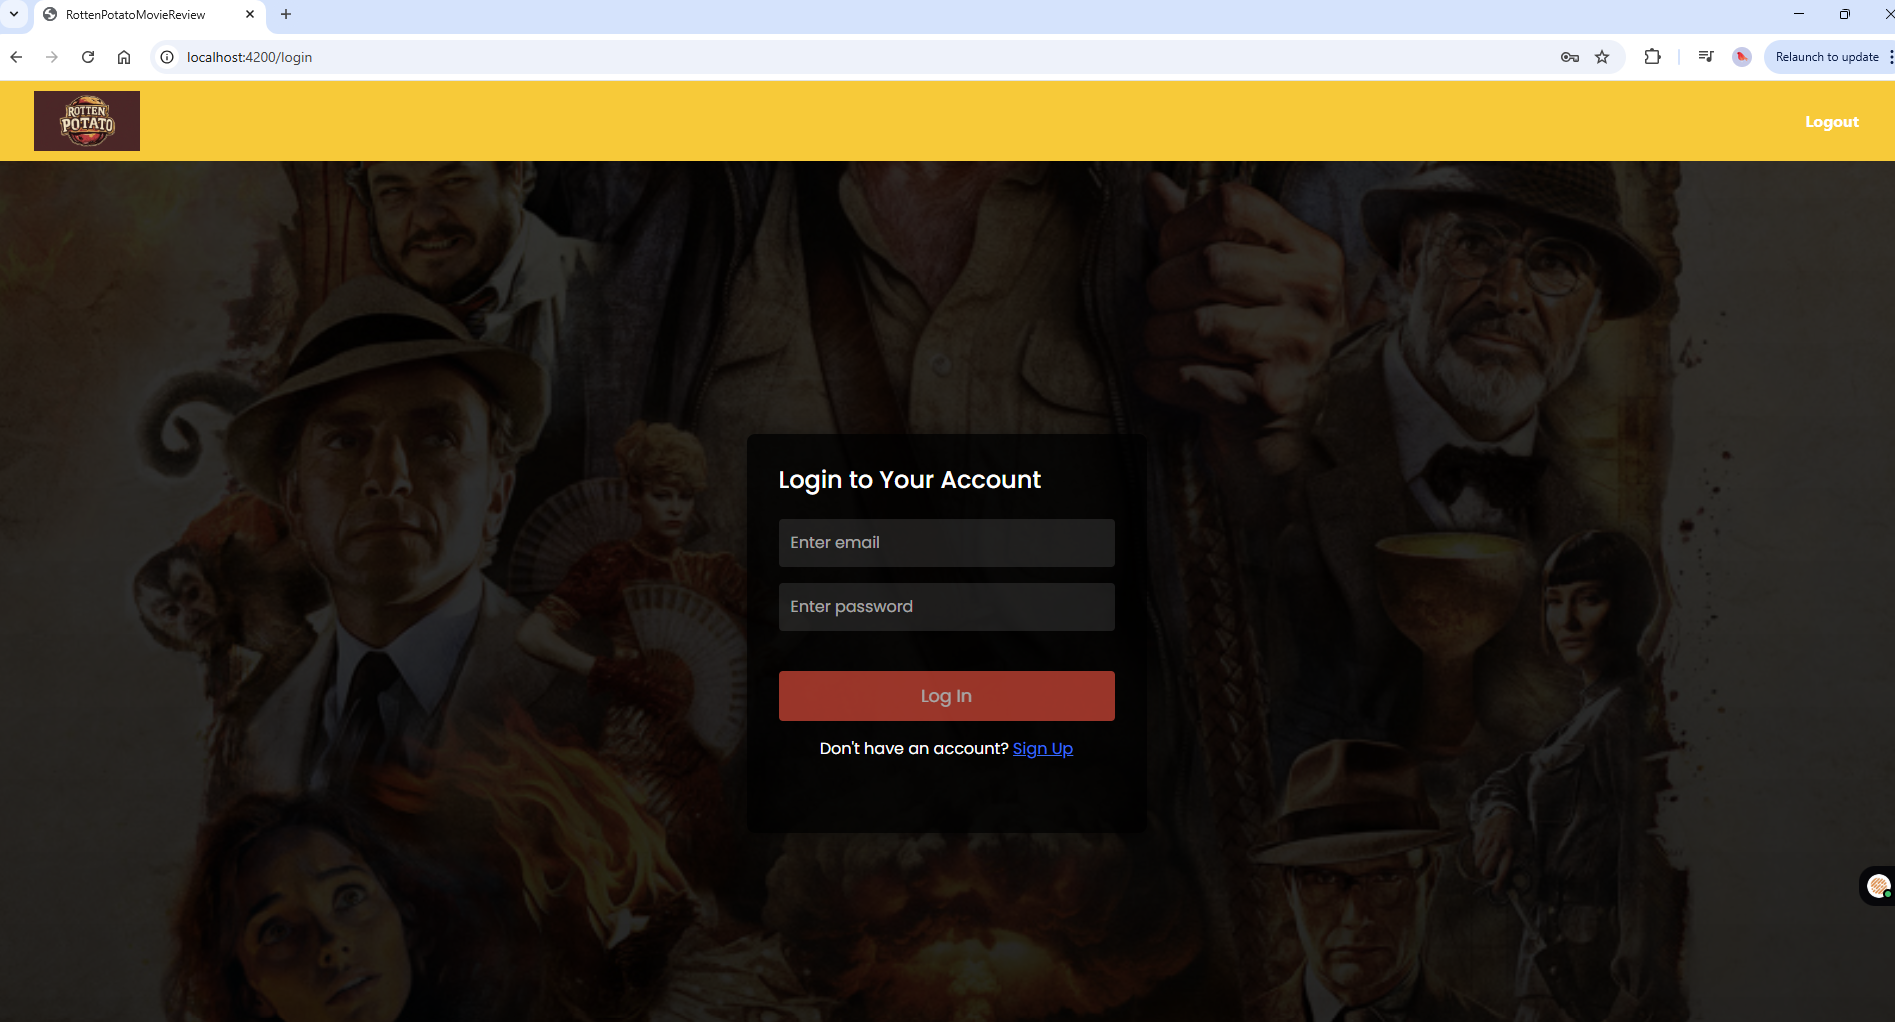 RottenPotatoMovieReview
localhost:4200/login
Relaunch to update
ROTTEN
POTATO
Logout
Login to Your Account
Enter email
Enter password
Log In
Don't have an account? Sign Up